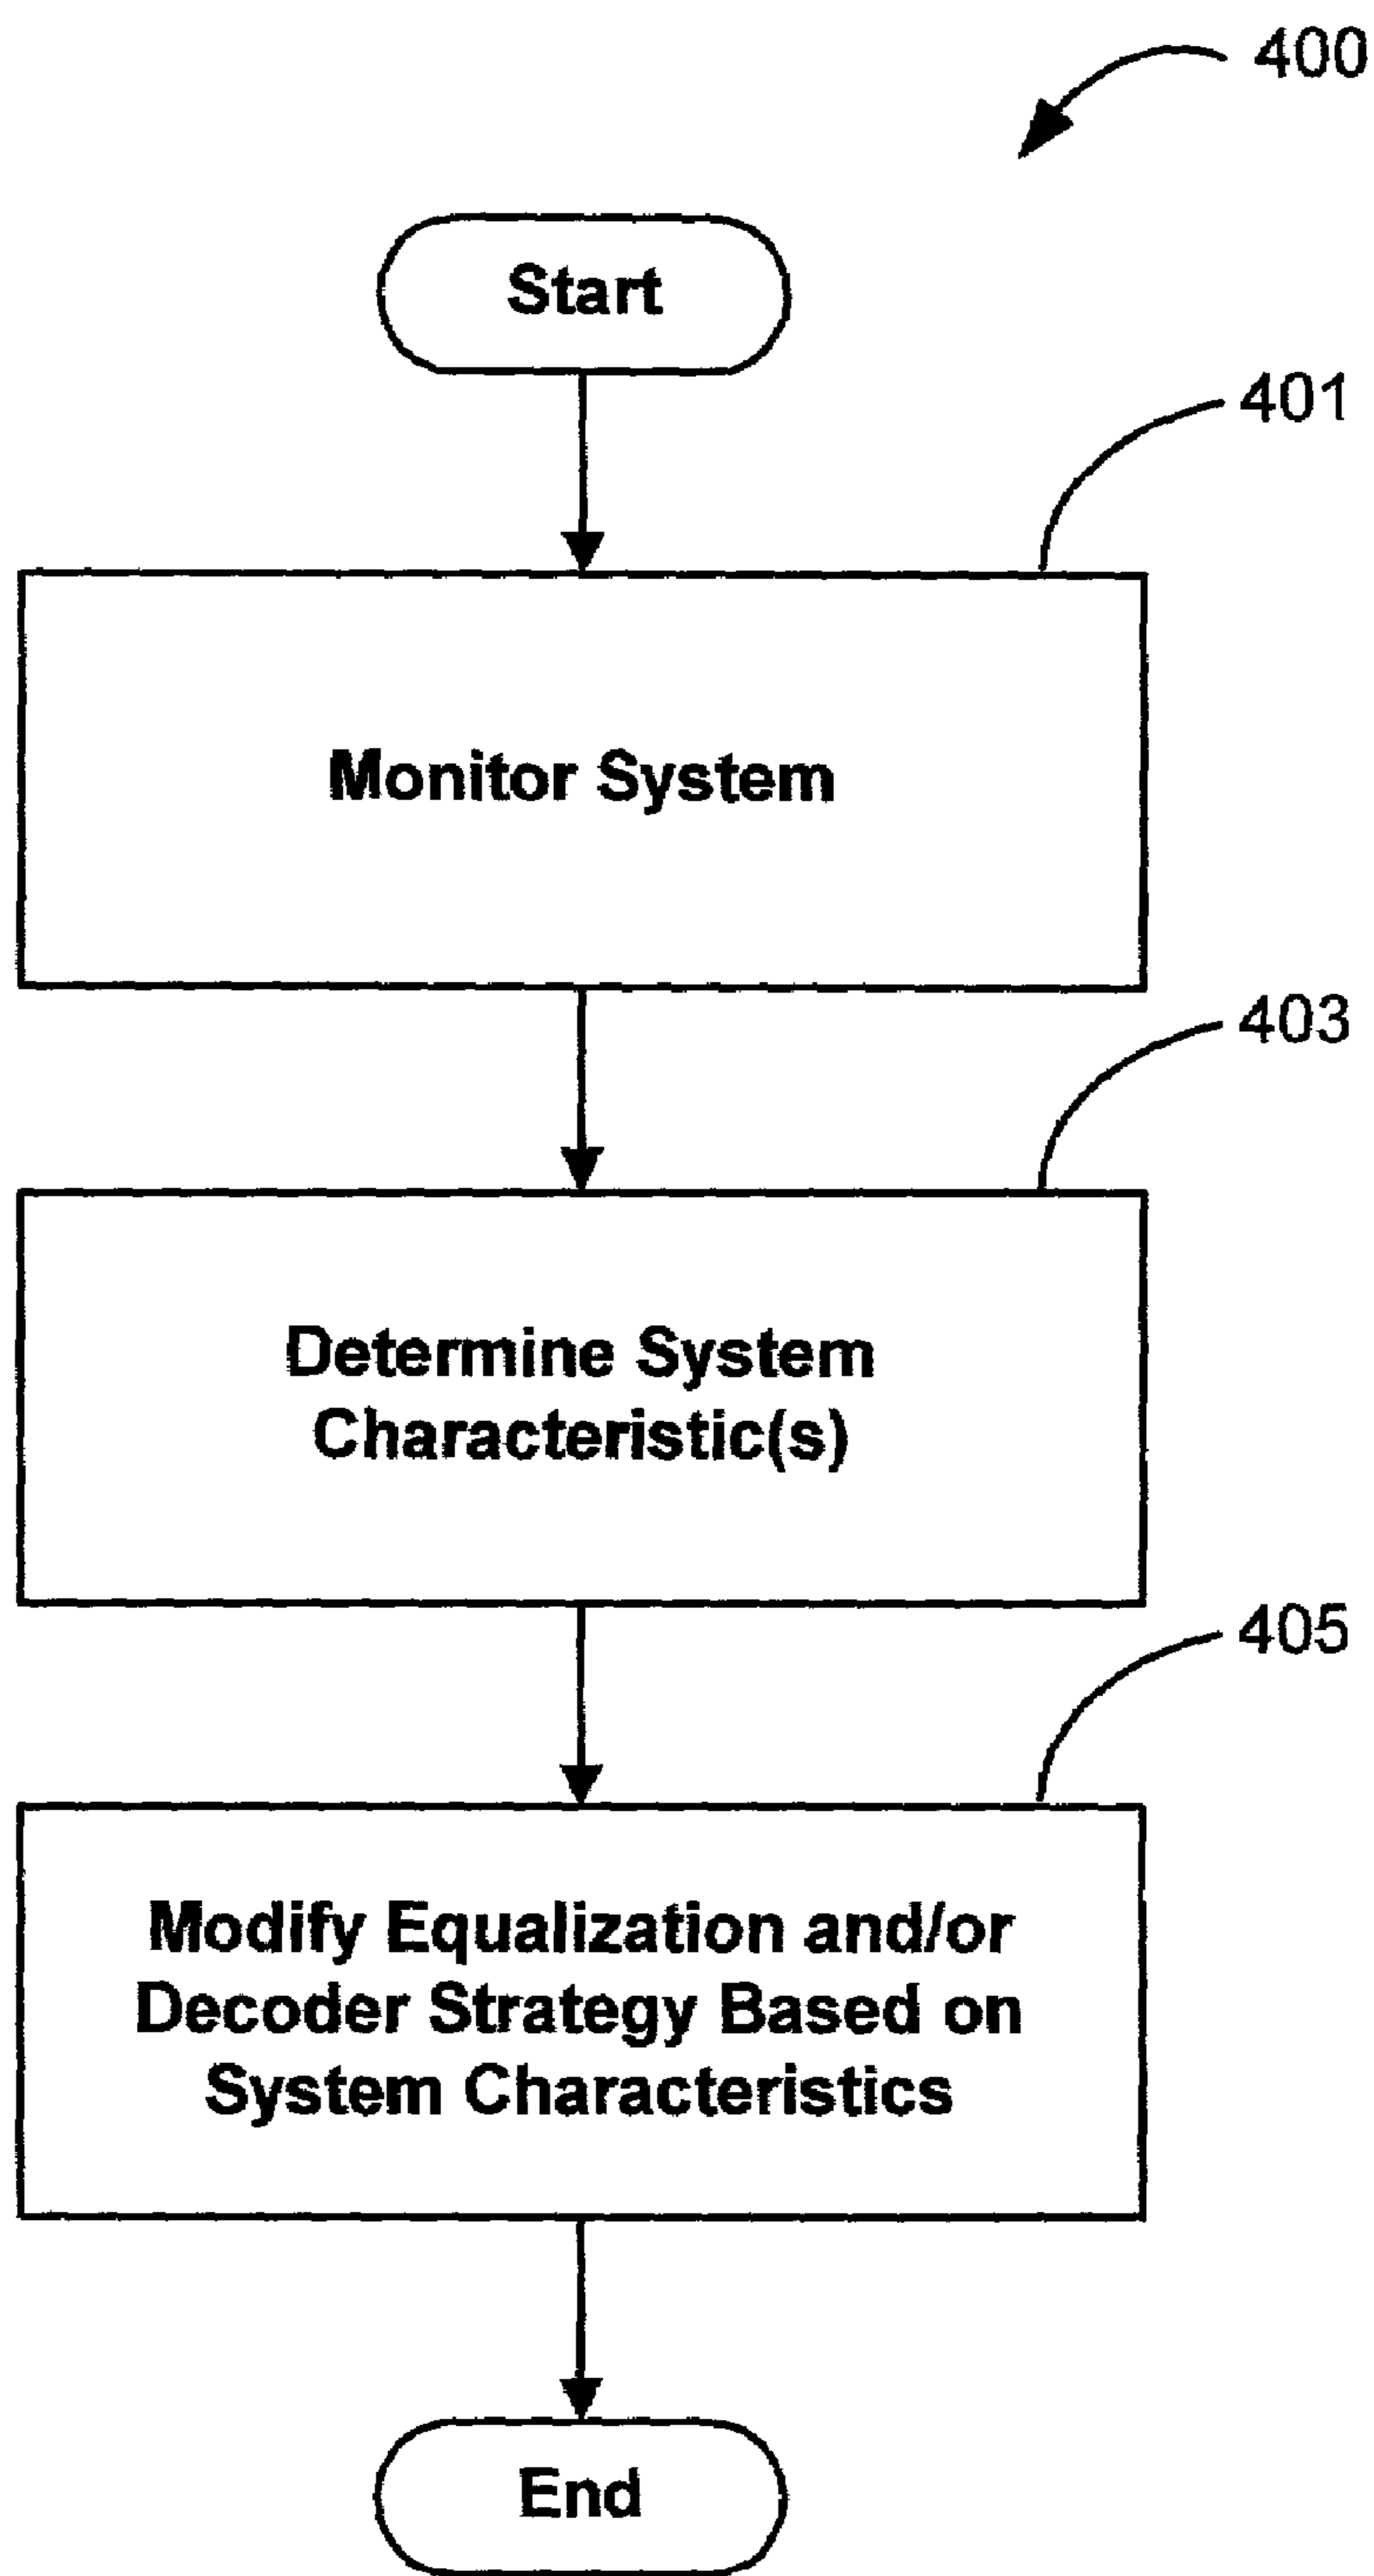 400
Start
401
Monitor System
403
Determine System
Characteristic(s)
405
Modify Equalization and/or
Decoder Strategy Based on
System Characteristics
End